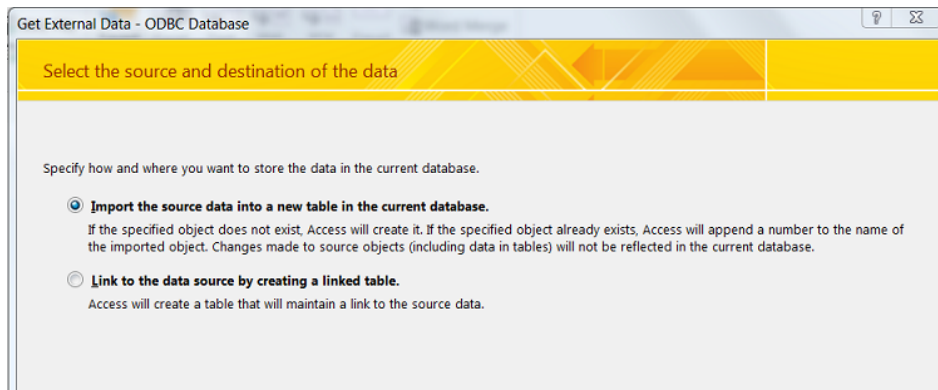 Get External Data - ODBC Database
Select the source and destination of the data
Specify how and where you want to store the data in the current database.
Import the source data into a new table in the current database.
If the specified object does not exist, Access will create it. If the specified object already exists, Access will append a number to the name of
the imported object. Changes made to source objects (including data in tables) will not be reflected in the current database.
Link to the data source by creating a linked table.
Access will create a table that will maintain a link to the source data.